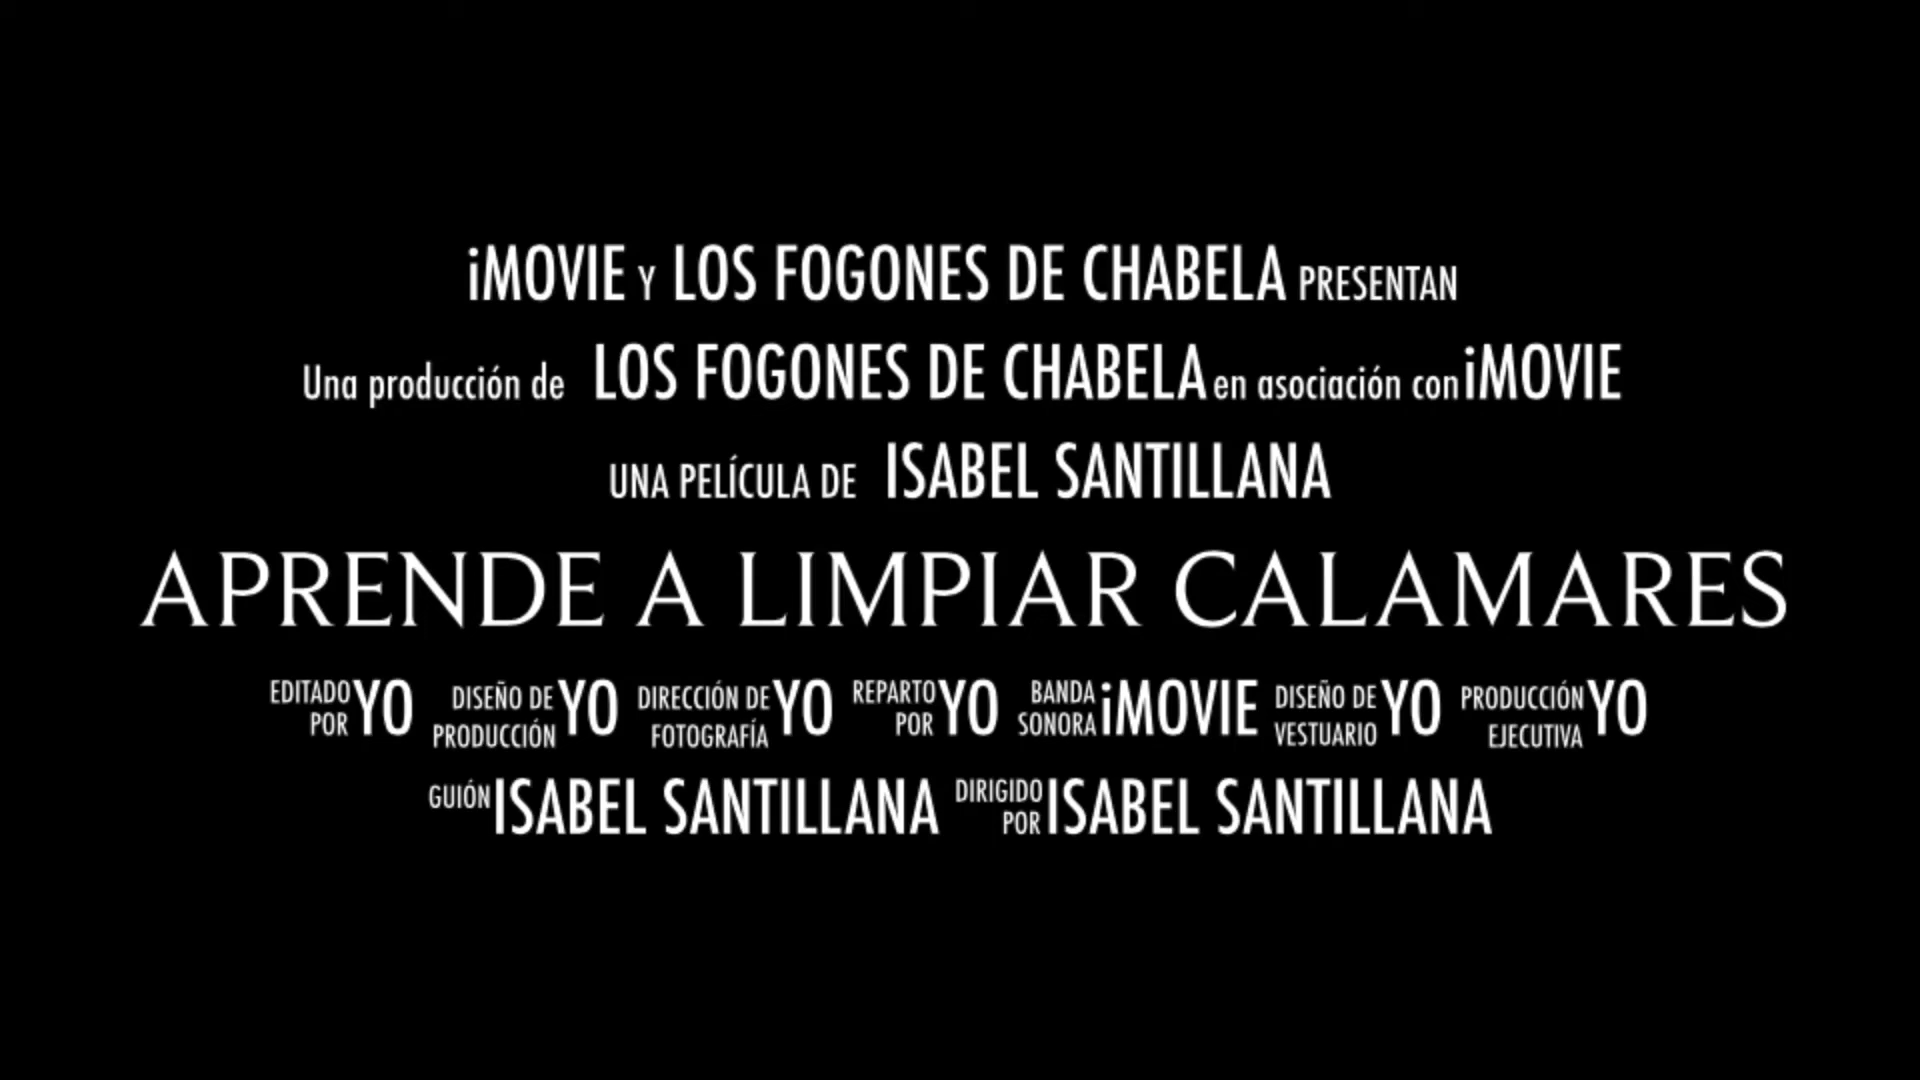 iMOVIE Y LOS FOGONES DE CHABELA PRESENTAN
Una producción de LOS FOGONES DE CHABELA en asociación con iMOVIE
UNA PELÍCULA DE ISABEL SANTILLANA
APRENDE A LIMPIAR CALAMARES
EDITADO POR YO DISEÑO DE PRODUCCIÓN YO DIRECCIÓN DE FOTOGRAFÍA YO REPARTO POR YO BANDA SONORA iMOVIE DISEÑO DE VESTUARIO YO PRODUCCIÓN EJECUTIVA YO
GUIÓN ISABEL SANTILLANA DIRIGIDO POR ISABEL SANTILLANA